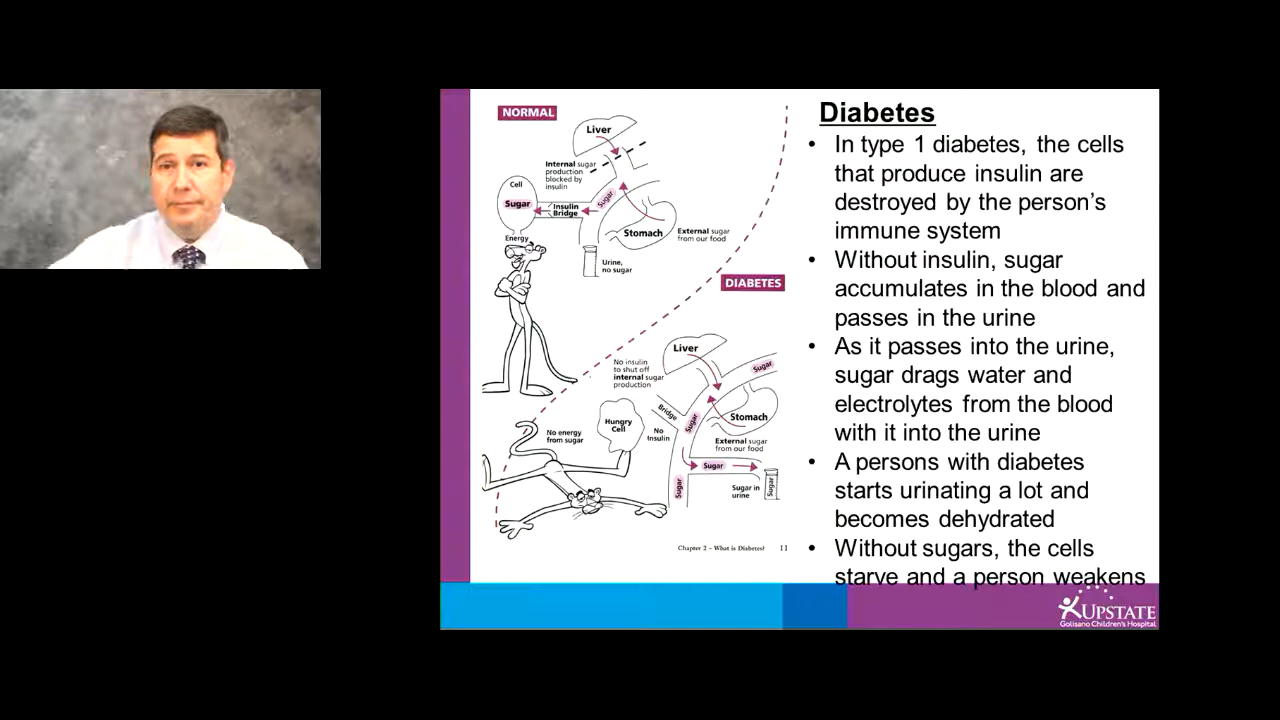 NORMAL
Liver
Internal sugar
production
blocked by
insulin
Cell
Sugar
Insulin
Bridge
Sugar
Stomach
External sugar
from our food
Energy
Urine,
no sugar
DIABETES
Liver
No insulin
to shut off
internal sugar
production
Sugar
Bridge
Sugar
Stomach
Hungry
Cell
No
Insulin
No energy
from sugar
External sugar
from our food
Sugar
Sugar
Sugar in
urine
Sugar
Chapter 2 – What is Diabetes? 11
Diabetes
• In type 1 diabetes, the cells
that produce insulin are
destroyed by the person’s
immune system
• Without insulin, sugar
accumulates in the blood and
passes in the urine
• As it passes into the urine,
sugar drags water and
electrolytes from the blood
with it into the urine
• A persons with diabetes
starts urinating a lot and
becomes dehydrated
• Without sugars, the cells
starve and a person weakens
UPSTATE
Golisano Children's Hospital